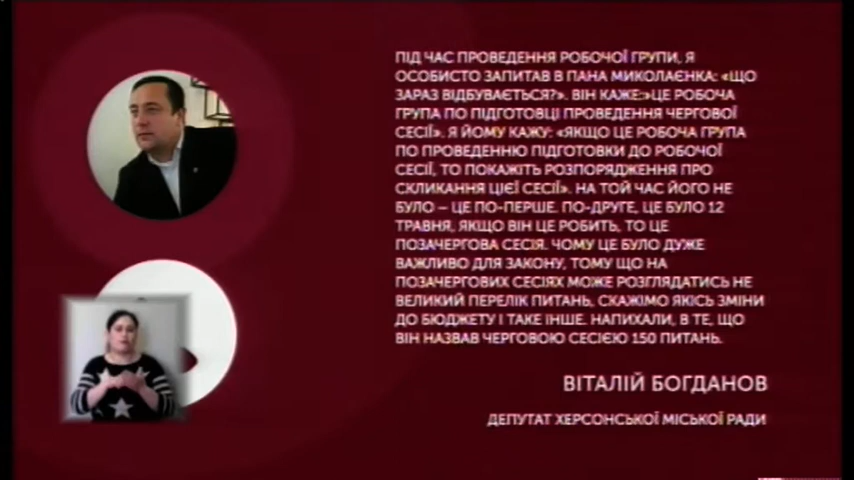 ПІД ЧАС ПРОВЕДЕННЯ РОБОЧОЇ ГРУПИ, Я
ОСОБИСТО ЗАПИТАВ В ПАНА МИКОЛАЄНКА: «ЩО
ЗАРАЗ ВІДБУВАЄТЬСЯ?». ВІН КАЖЕ:»ЦЕ РОБОЧА
ГРУПА ПО ПІДГОТОВЦІ ПРОВЕДЕННЯ ЧЕРГОВОЇ
СЕСІЇ». Я ЙОМУ КАЖУ: «ЯКЩО ЦЕ РОБОЧА ГРУПА
ПО ПРОВЕДЕННЮ ПІДГОТОВКИ ДО РОБОЧОЇ
СЕСІЇ, ТО ПОКАЖІТЬ РОЗПОРЯДЖЕННЯ ПРО
СКЛИКАННЯ ЦІЄЇ СЕСІЇ». НА ТОЙ ЧАС ЙОГО НЕ
БУЛО – ЦЕ ПО-ПЕРШЕ. ПО-ДРУГЕ, ЦЕ БУЛО 12
ТРАВНЯ, ЯКЩО ВІН ЦЕ РОБИТЬ, ТО ЦЕ
ПОЗАЧЕРГОВА СЕСІЯ. ЧОМУ ЦЕ БУЛО ДУЖЕ
ВАЖЛИВО ДЛЯ ЗАКОНУ, ТОМУ ЩО НА
ПОЗАЧЕРГОВИХ СЕСІЯХ МОЖЕ РОЗГЛЯДАТИСЬ НЕ
ВЕЛИКИЙ ПЕРЕЛІК ПИТАНЬ, СКАЖІМО ЯКІСЬ ЗМІНИ
ДО БЮДЖЕТУ І ТАКЕ ІНШЕ. НАПИХАЛИ, В ТЕ, ЩО
ВІН НАЗВАВ ЧЕРГОВОЮ СЕСІЄЮ 150 ПИТАНЬ.
ВІТАЛІЙ БОГДАНОВ
ДЕПУТАТ ХЕРСОНСЬКОЇ МІСЬКОЇ РАДИ